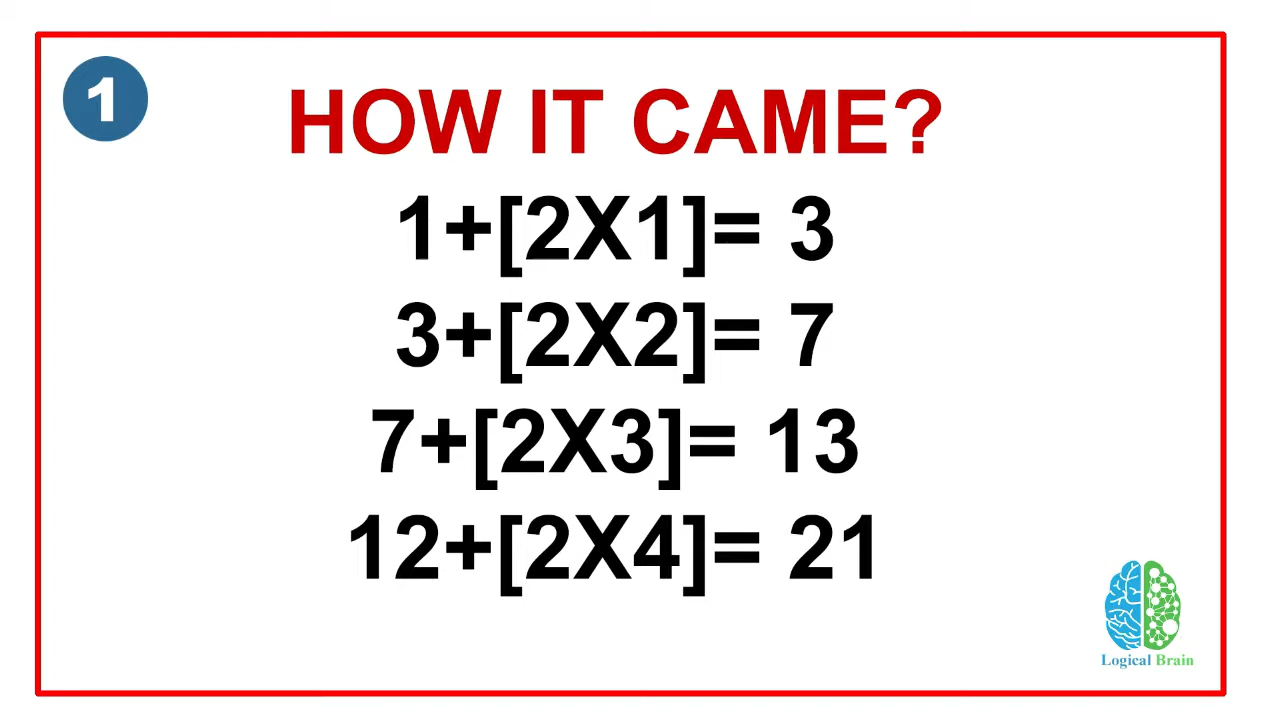 1
HOW IT CAME?
1+[2X1]= 3
3+[2X2]= 7
7+[2X3]= 13
12+[2X4]= 21
Logical Brain